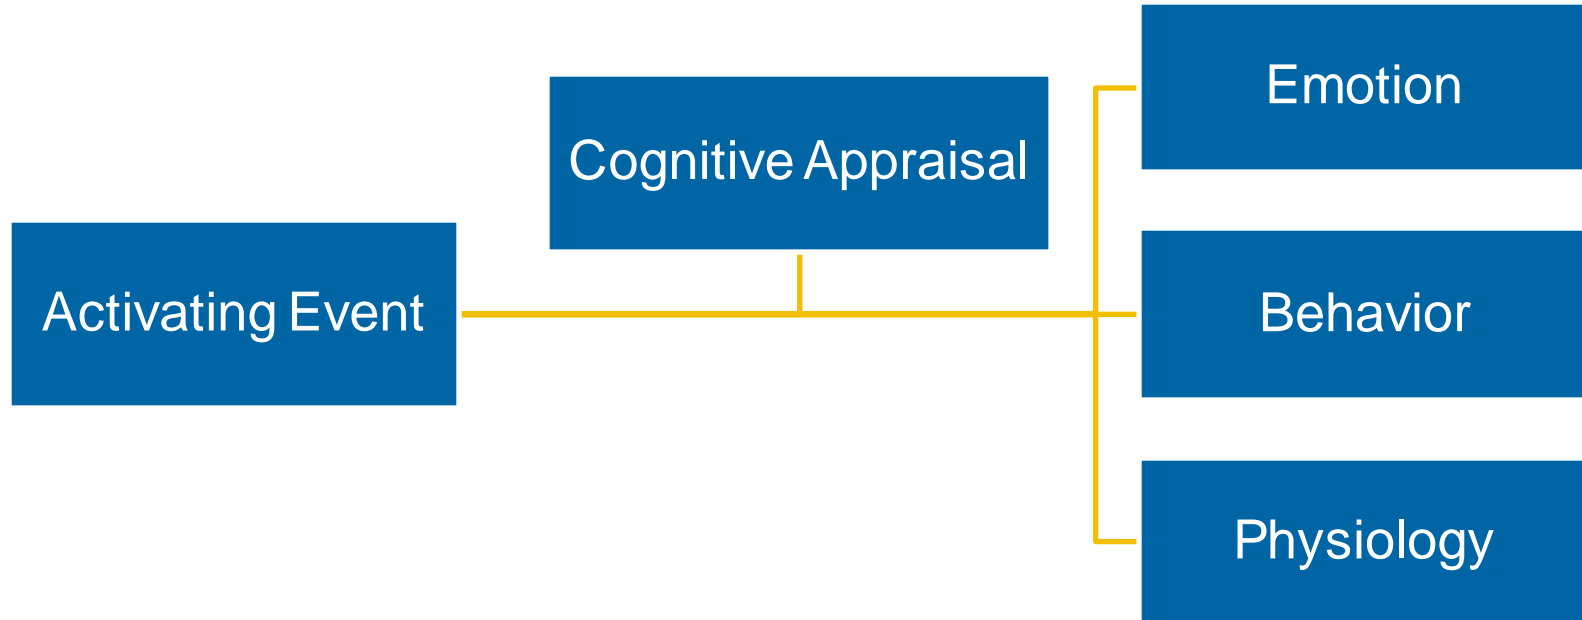 Activating Event
Cognitive Appraisal
Emotion
Behavior
Physiology